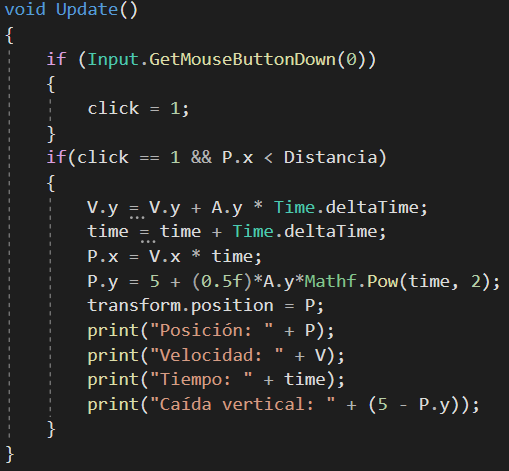 void Update()
{
if (Input.GetMouseButtonDown(0))
{
click = 1;
}
if(click == 1 && P.x < Distancia)
{
V.y = V.y + A.y * Time.deltaTime;
time = time + Time.deltaTime;
P.x = V.x * time;
P.y = 5 + (0.5f)*A.y*Mathf.Pow(time, 2);
transform.position = P;
print("Posición: " + P);
print("Velocidad: " + V);
print("Tiempo: " + time);
print("Caída vertical: " + (5 - P.y));
}
}